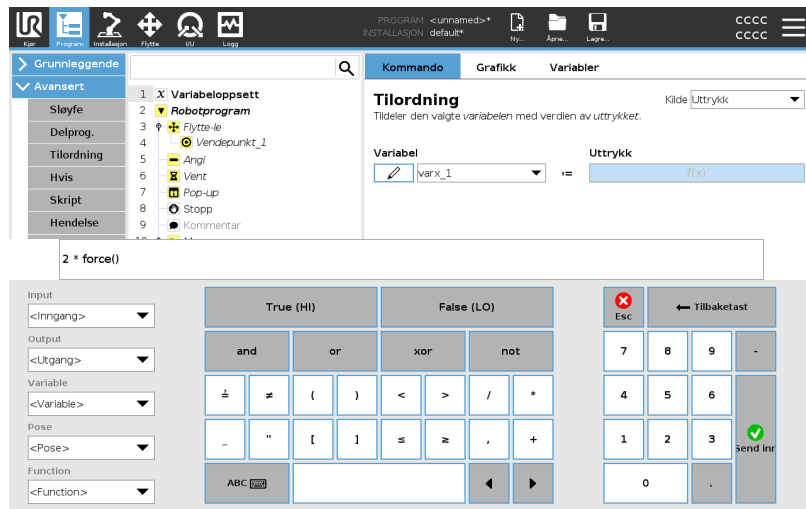 PROGRAM <unnamed>*
INSTALLASJON default*
CCCC
CCCC
Kjør Program Installasjon Flytte I/U Logg Ny... Åpne... Lagre...
Grunnleggende
Avansert
Sløyfe
Delprog.
Tilordning
Hvis
Skript
Hendelse
1 X Variabeloppsett
2 Robotprogram
3 Flytte-le
4 Vendepunkt_1
5 Angi
6 Vent
7 Pop-up
8 Stopp
9 Kommentar
Kommando Grafikk Variabler
Tilordning
Kilde Uttrykk
Tildeler den valgte variabelen med verdien av uttrykket.
Variabel Uttrykk
varx_1 := f(x)
2 * force()
Input
<Inngang>
Output
<Utgang>
Variable
<Variable>
Pose
<Pose>
Function
<Function>
True (HI) False (LO)
and or xor not
≟ ≠ ( ) < > / *
_ " [ ] ≤ ≥ , +
ABC
Esc Tilbaketast
7 8 9 -
4 5 6
1 2 3 Send inr
0 .